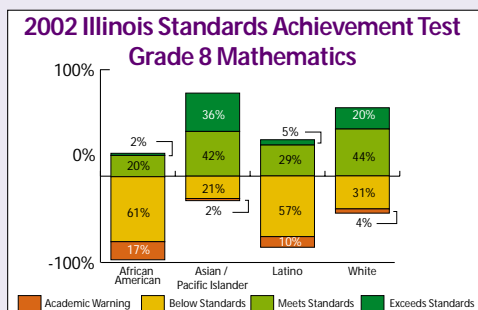 2002 Illinois Standards Achievement Test
Grade 8 Mathematics
100%
0%
-100%
2%
20%
61%
17%
36%
42%
21%
2%
5%
29%
57%
10%
20%
44%
31%
4%
African
American
Asian /
Pacific Islander
Latino
White
Academic Warning
Below Standards
Meets Standards
Exceeds Standards